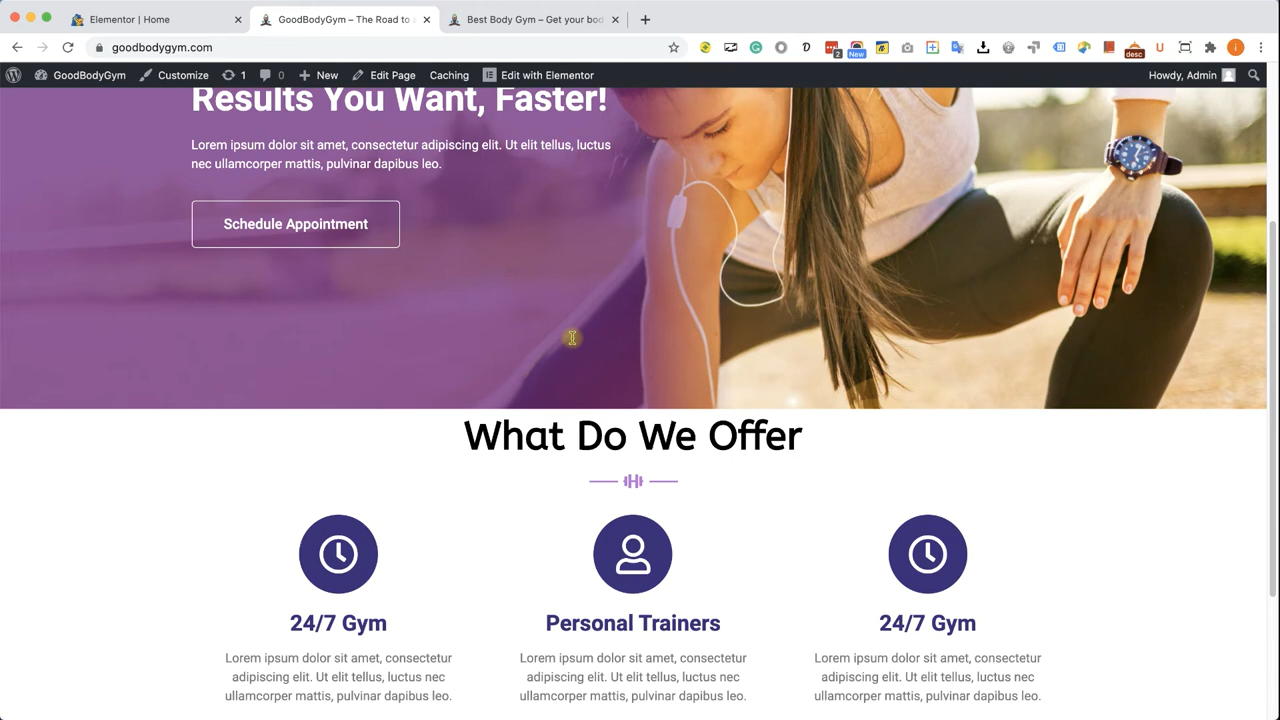 Elementor | Home
GoodBodyGym – The Road to a
Best Body Gym – Get your bod
goodbodygym.com
2
New
desc
i
GoodBodyGym
Customize
1
0
New
Edit Page
Caching
Edit with Elementor
Howdy, Admin
Results You Want, Faster!
Lorem ipsum dolor sit amet, consectetur adipiscing elit. Ut elit tellus, luctus
nec ullamcorper mattis, pulvinar dapibus leo.
Schedule Appointment
What Do We Offer
24/7 Gym
Lorem ipsum dolor sit amet, consectetur
adipiscing elit. Ut elit tellus, luctus nec
ullamcorper mattis, pulvinar dapibus leo.
Personal Trainers
Lorem ipsum dolor sit amet, consectetur
adipiscing elit. Ut elit tellus, luctus nec
ullamcorper mattis, pulvinar dapibus leo.
24/7 Gym
Lorem ipsum dolor sit amet, consectetur
adipiscing elit. Ut elit tellus, luctus nec
ullamcorper mattis, pulvinar dapibus leo.